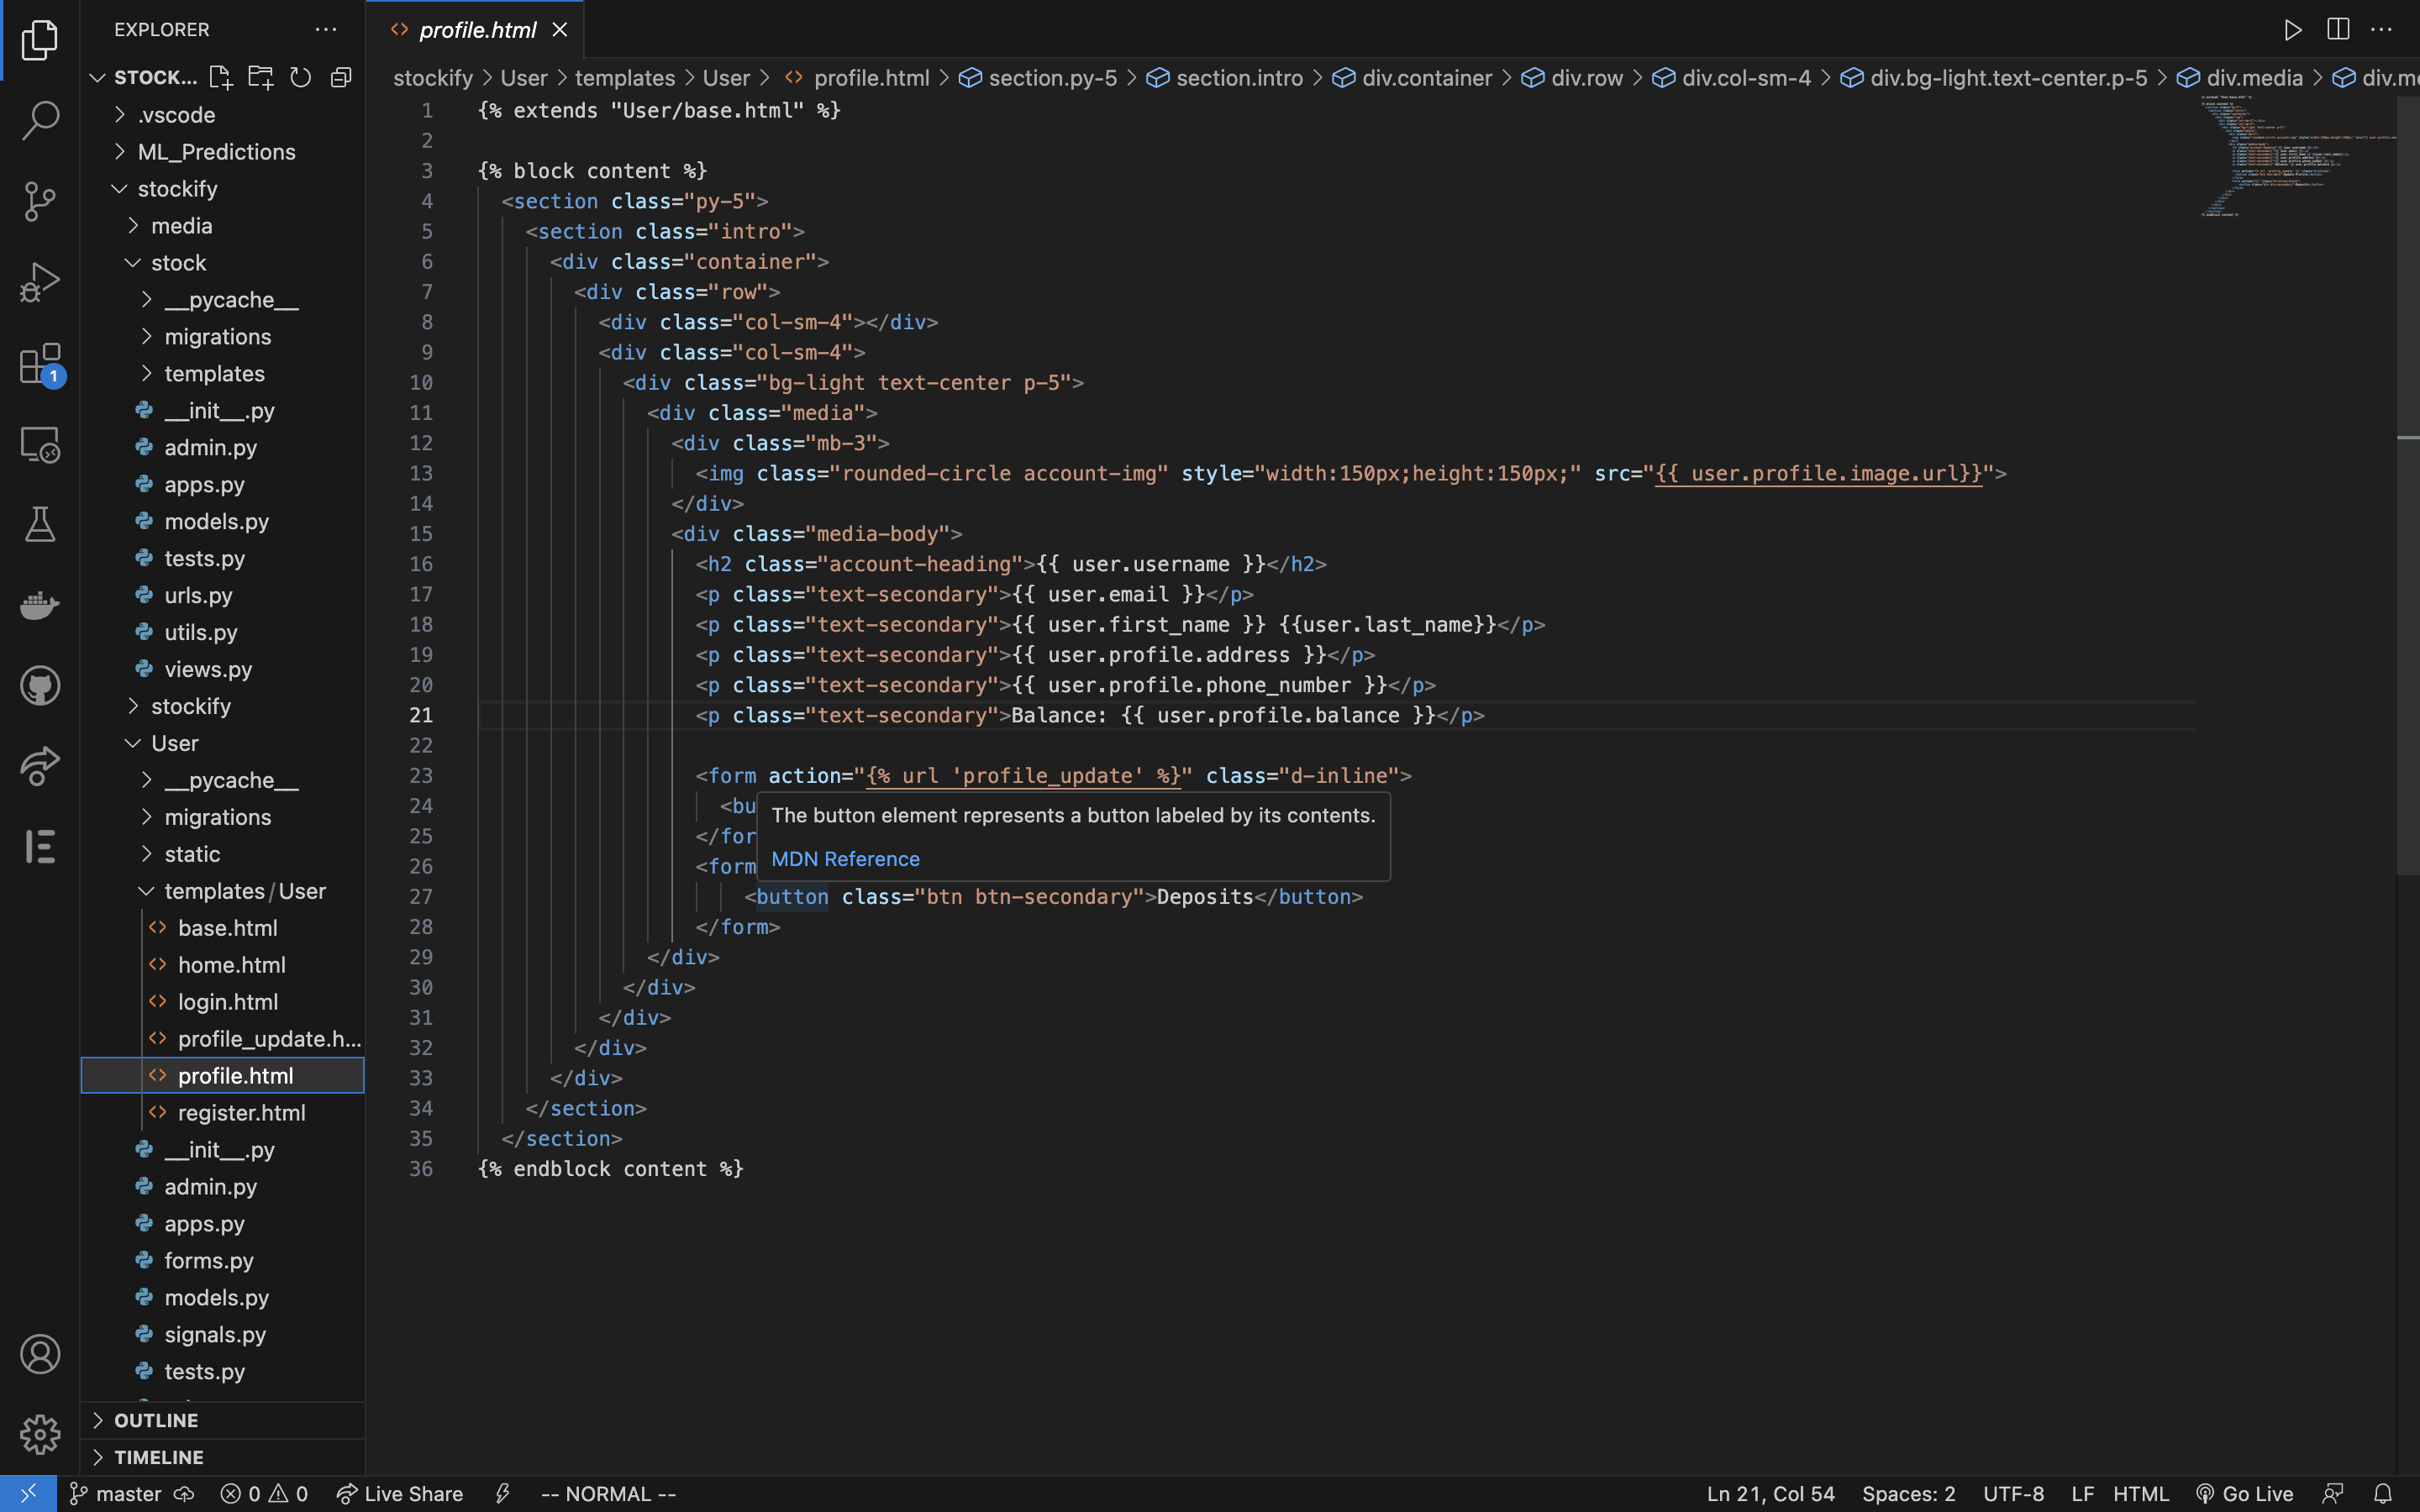 EXPLORER
STOCK...
.vscode
ML_Predictions
stockify
media
stock
__pycache__
migrations
templates
__init__.py
admin.py
apps.py
models.py
tests.py
urls.py
utils.py
views.py
stockify
User
__pycache__
migrations
static
templates/User
base.html
home.html
login.html
profile_update.h...
profile.html
register.html
__init__.py
admin.py
apps.py
forms.py
models.py
signals.py
tests.py
OUTLINE
TIMELINE
1
profile.html
stockify > User > templates > User > profile.html > section.py-5 > section.intro > div.container > div.row > div.col-sm-4 > div.bg-light.text-center.p-5 > div.media >
1 {% extends "User/base.html" %}
2
3 {% block content %}
4 <section class="py-5">
5 <section class="intro">
6 <div class="container">
7 <div class="row">
8 <div class="col-sm-4"></div>
9 <div class="col-sm-4">
10 <div class="bg-light text-center p-5">
11 <div class="media">
12 <div class="mb-3">
13 <img class="rounded-circle account-img" style="width:150px;height:150px;" src="{{ user.profile.image.url}}">
14 </div>
15 <div class="media-body">
16 <h2 class="account-heading">{{ user.username }}</h2>
17 <p class="text-secondary">{{ user.email }}</p>
18 <p class="text-secondary">{{ user.first_name }} {{user.last_name}}</p>
19 <p class="text-secondary">{{ user.profile.address }}</p>
20 <p class="text-secondary">{{ user.profile.phone_number }}</p>
21 <p class="text-secondary">Balance: {{ user.profile.balance }}</p>
22
23 <form action="{% url 'profile_update' %}" class="d-inline">
24 <bu
25 </for
26 <form
The button element represents a button labeled by its contents.
MDN Reference
27 <button class="btn btn-secondary">Deposits</button>
28 </form>
29 </div>
30 </div>
31 </div>
32 </div>
33 </div>
34 </section>
35 </section>
36 {% endblock content %}
master 0 0 Live Share -- NORMAL -- Ln 21, Col 54 Spaces: 2 UTF-8 LF HTML Go Live